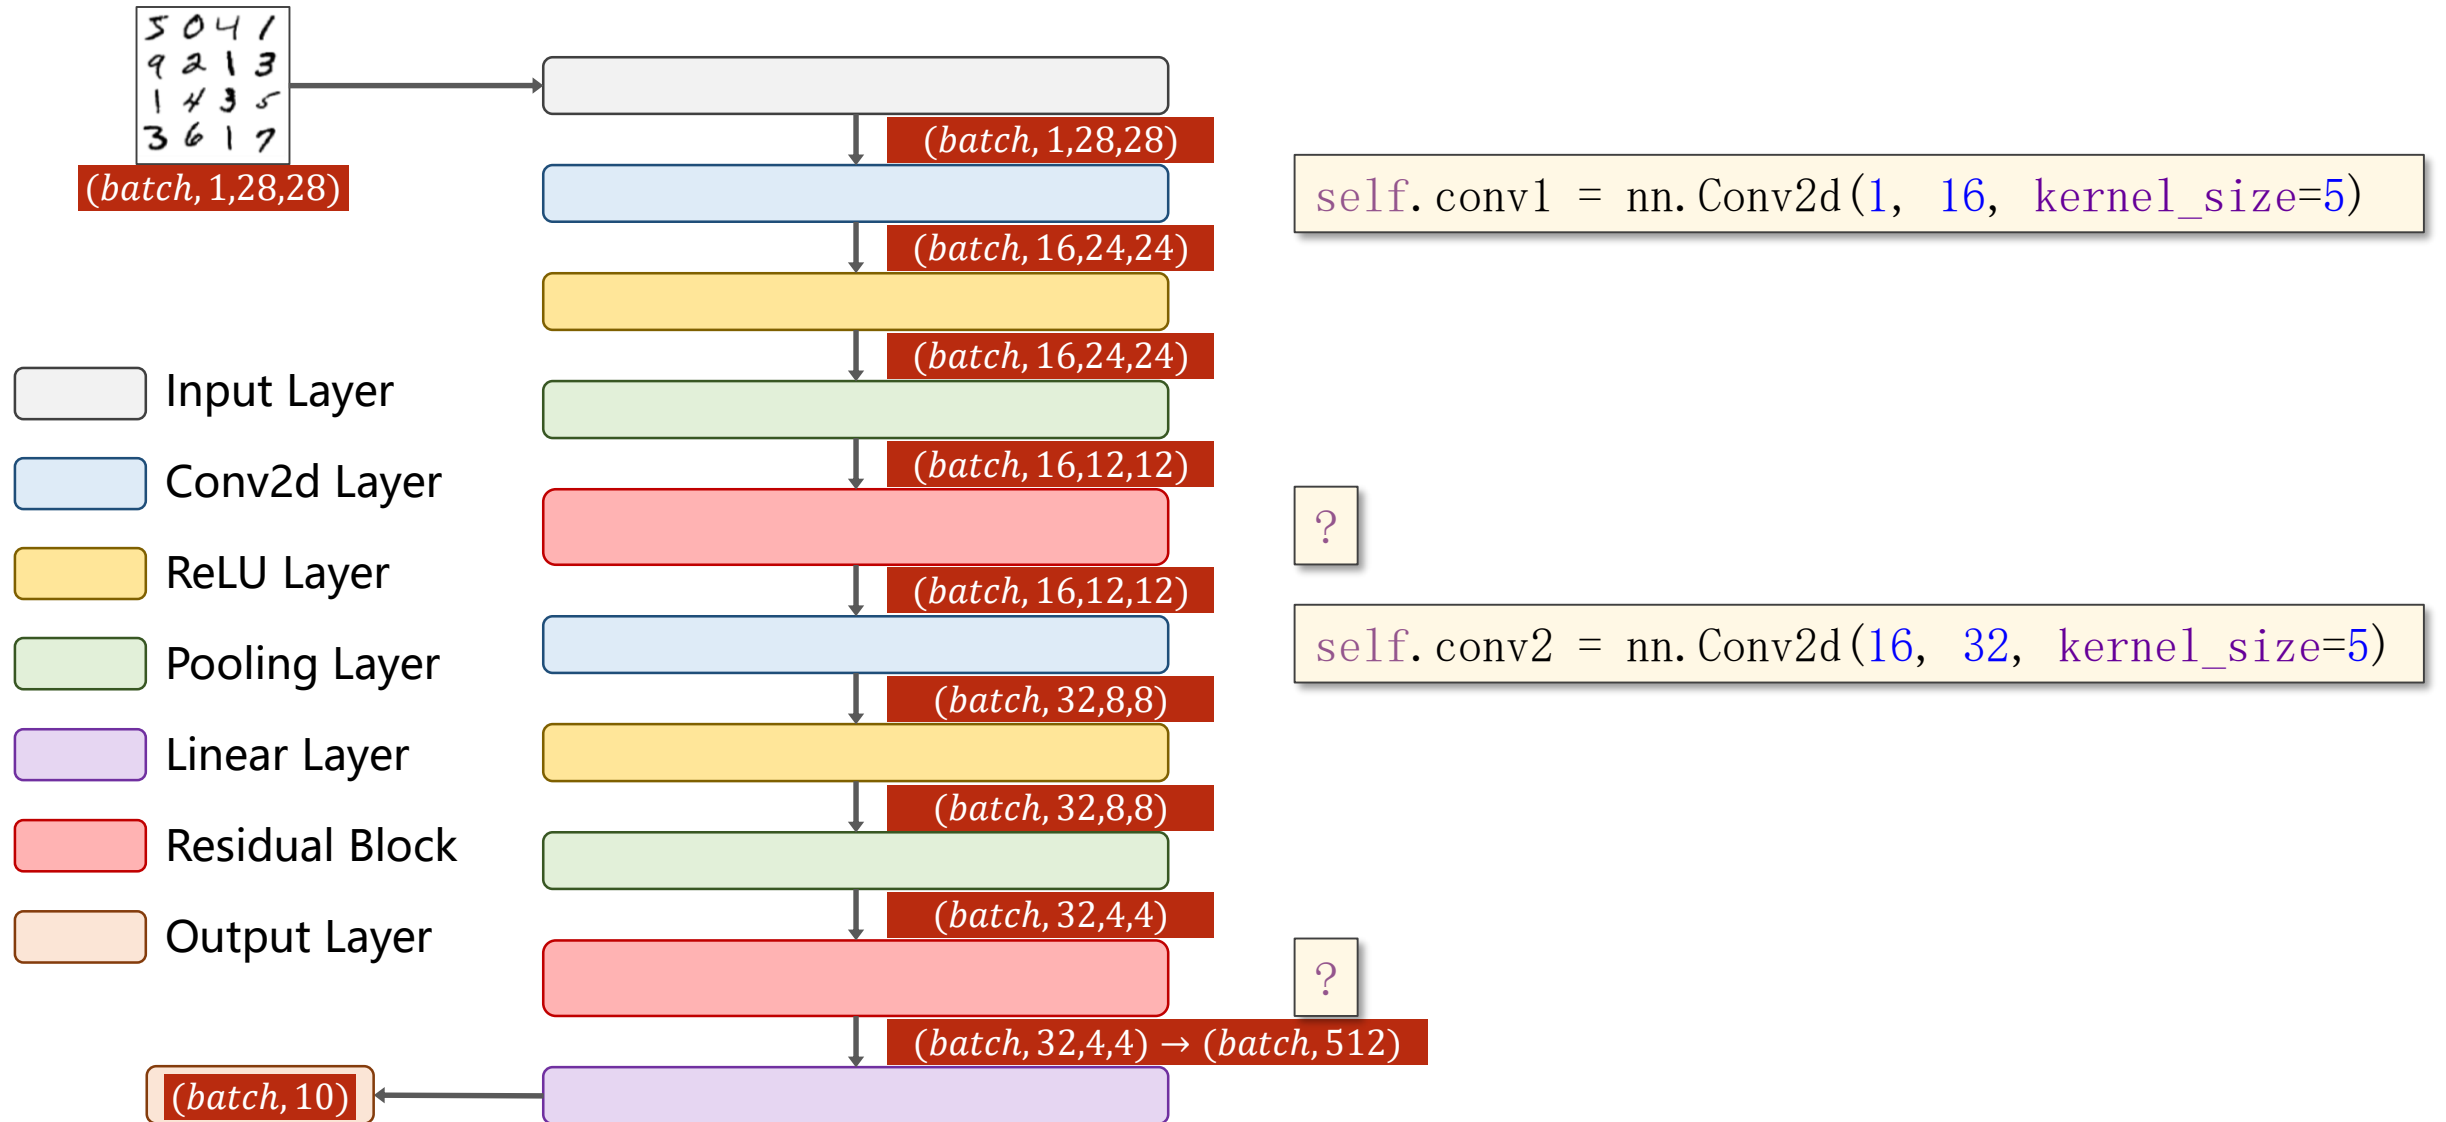 5 0 4 1
9 2 1 3
1 4 3 5
3 6 1 7
(batch, 1,28,28)
(batch, 1,28,28)
self.conv1 = nn.Conv2d(1, 16, kernel_size=5)
(batch, 16,24,24)
(batch, 16,24,24)
Input Layer
(batch, 16,12,12)
Conv2d Layer
?
ReLU Layer
(batch, 16,12,12)
self.conv2 = nn.Conv2d(16, 32, kernel_size=5)
Pooling Layer
(batch, 32,8,8)
Linear Layer
(batch, 32,8,8)
Residual Block
(batch, 32,4,4)
Output Layer
?
(batch, 32,4,4) → (batch, 512)
(batch, 10)